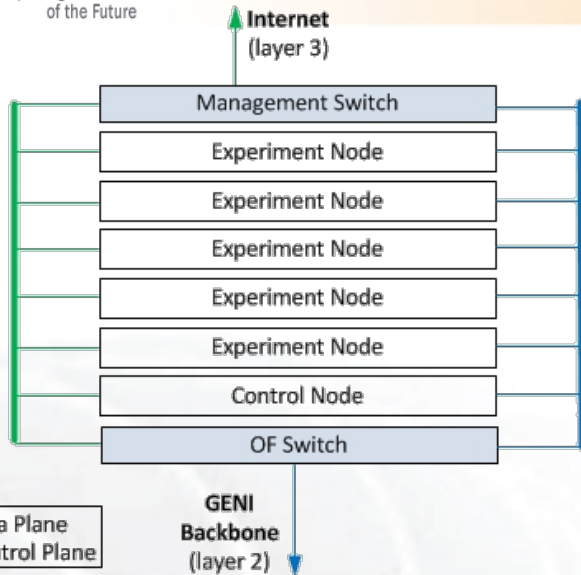 of the Future
Internet
(layer 3)
Management Switch
Experiment Node
Experiment Node
Experiment Node
Experiment Node
Experiment Node
Control Node
OF Switch
GENI
Backbone
(layer 2)
Plane
Plane